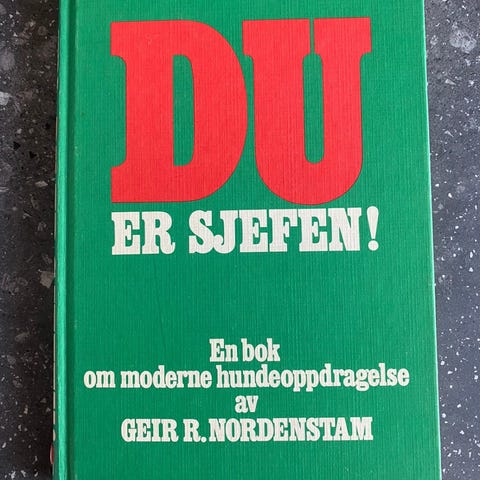 DU
ER SJEFEN!
En bok
om moderne hundeoppdragelse
av
GEIR R. NORDENSTAM